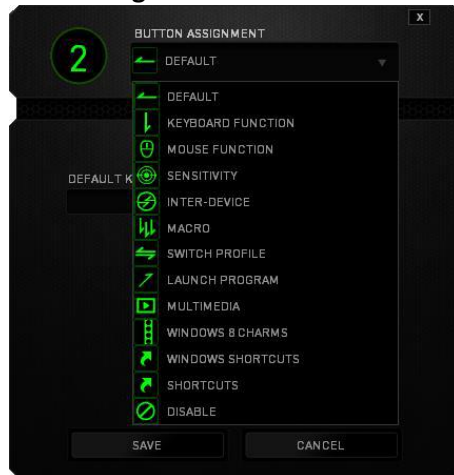 X
BUTTON ASSIGNMENT
2
DEFAULT
DEFAULT
KEYBOARD FUNCTION
MOUSE FUNCTION
DEFAULT K
SENSITIVITY
INTER-DEVICE
MACRO
SWITCH PROFILE
LAUNCH PROGRAM
MULTIMEDIA
WINDOWS 8 CHARMS
WINDOWS SHORTCUTS
SHORTCUTS
DISABLE
SAVE
CANCEL